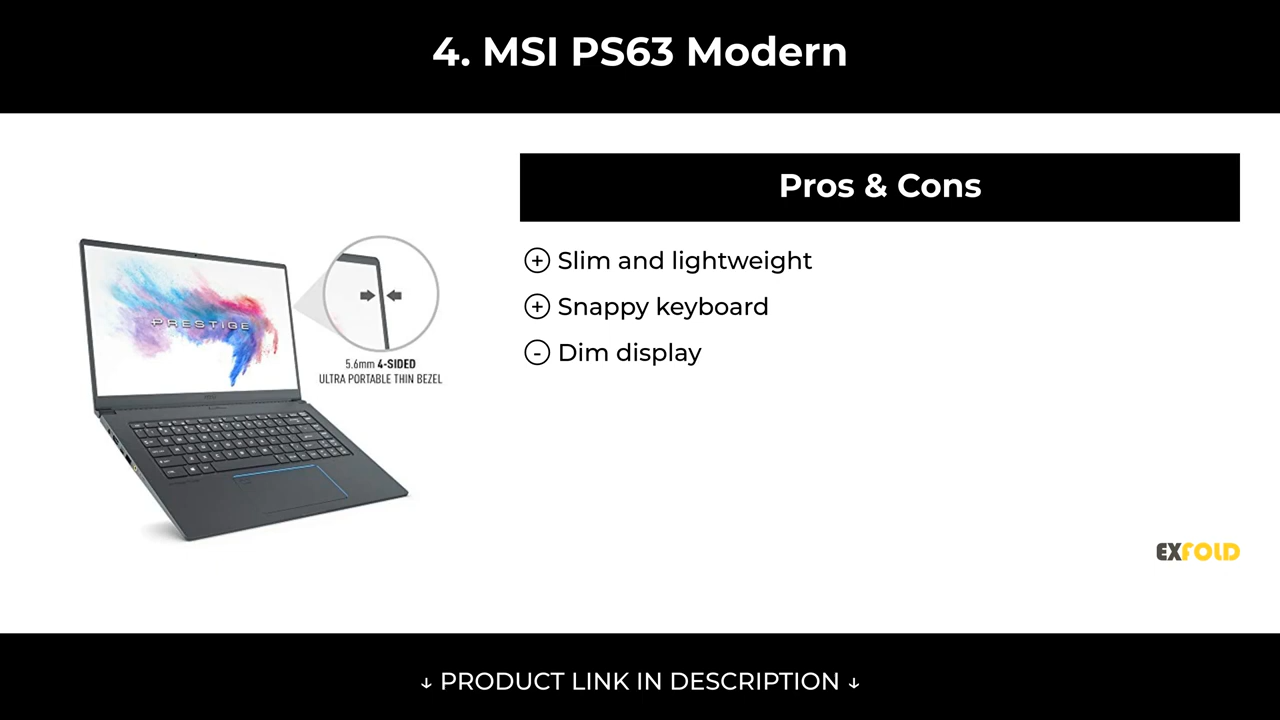 4. MSI PS63 Modern
Pros & Cons
+ Slim and lightweight
+ Snappy keyboard
- Dim display
PRESTIGE
5.6mm 4-SIDED
ULTRA PORTABLE THIN BEZEL
EXFOLD
↓ PRODUCT LINK IN DESCRIPTION ↓